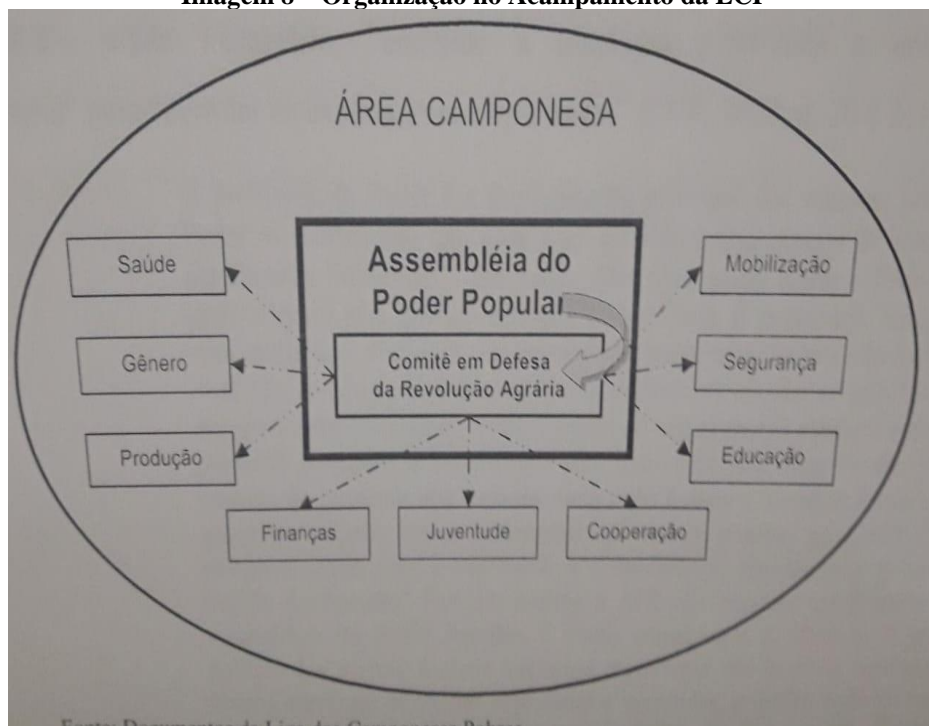 Imagem 8 – Organização no Acampamento da LCP
ÁREA CAMPONESA
Assembléia do
Poder Popular
Comitê em Defesa
da Revolução Agrária
Saúde
Gênero
Produção
Finanças
Juventude
Cooperação
Mobilização
Segurança
Educação
Fonte: Documentos da Liga dos Camponeses Pobres